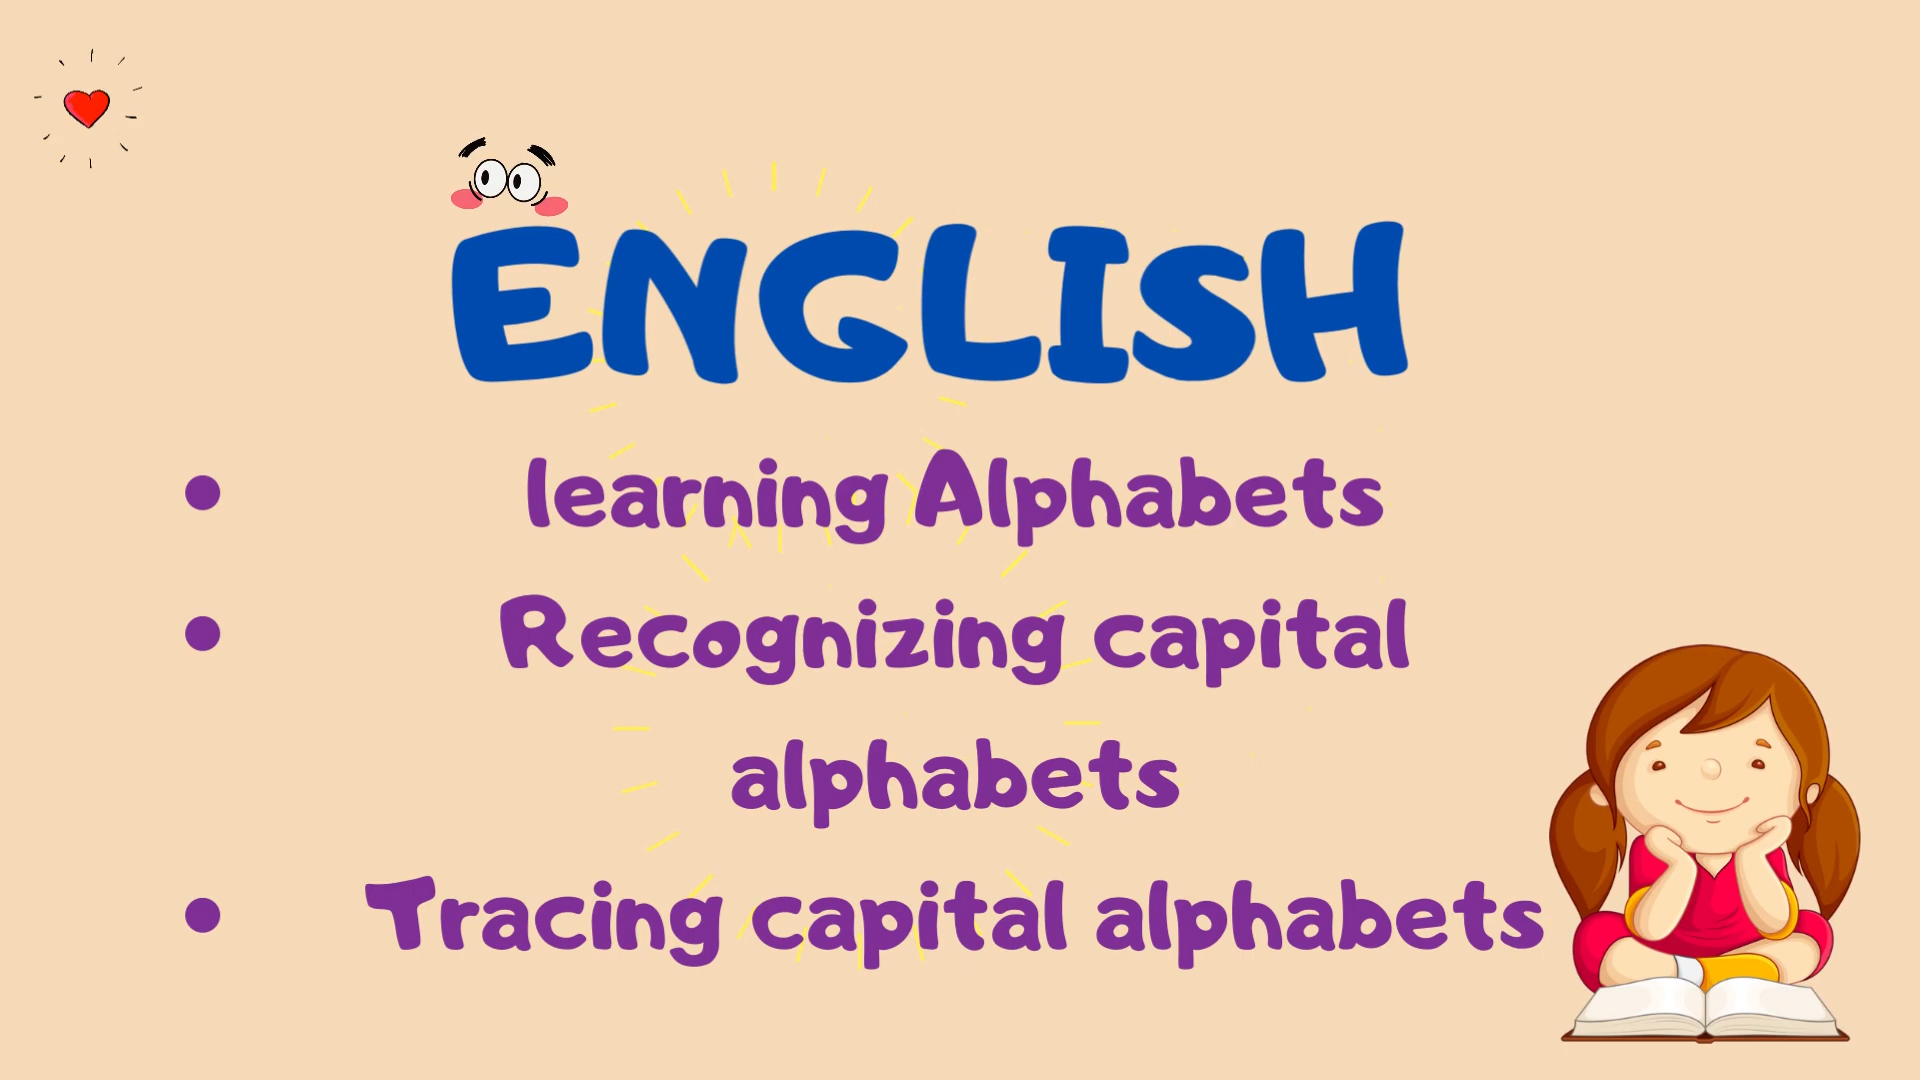 ENGLISH
• learning Alphabets
• Recognizing capital
alphabets
• Tracing capital alphabets